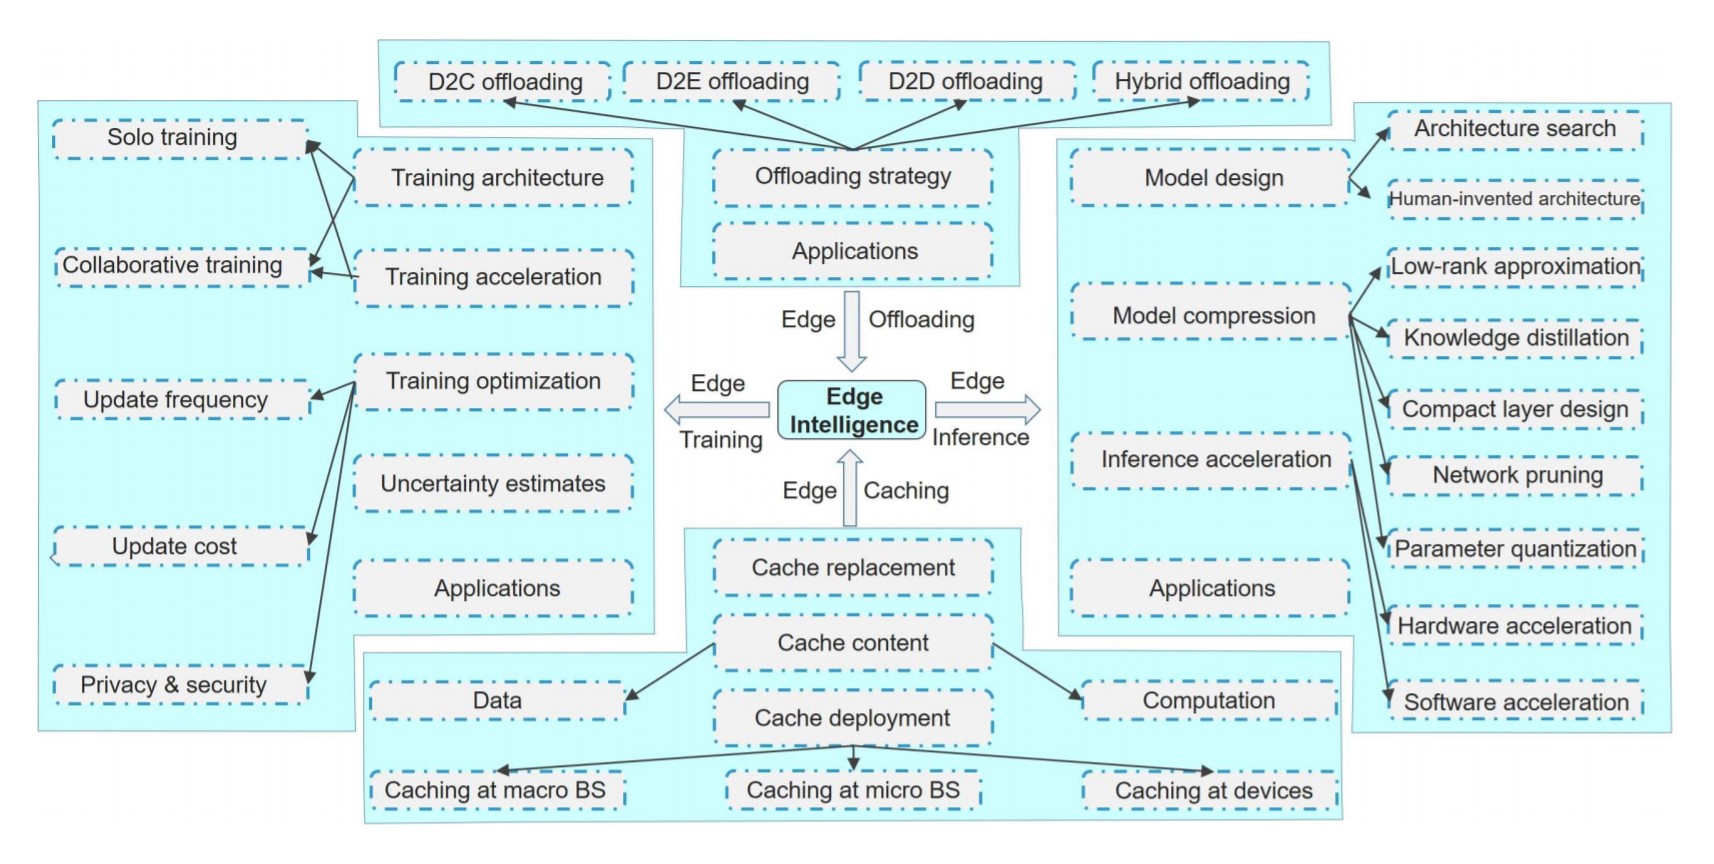 D2C offloading
D2E offloading
D2D offloading
Hybrid offloading
Offloading strategy
Applications
Solo training
Training architecture
Collaborative training
Training acceleration
Update frequency
Training optimization
Uncertainty estimates
Update cost
Applications
Privacy & security
Edge Offloading
Edge
Training
Edge
Intelligence
Edge
Inference
Edge Caching
Model design
Architecture search
Human-invented architecture
Model compression
Low-rank approximation
Knowledge distillation
Compact layer design
Network pruning
Parameter quantization
Inference acceleration
Hardware acceleration
Software acceleration
Applications
Cache replacement
Cache content
Data
Computation
Cache deployment
Caching at macro BS
Caching at micro BS
Caching at devices